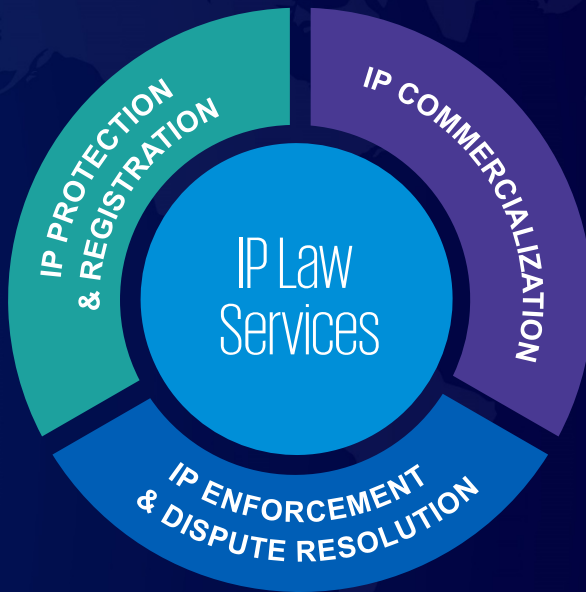 IP PROTECTION
& REGISTRATION
IP COMMERCIALIZATION
IP Law
Services
IP ENFORCEMENT
& DISPUTE RESOLUTION